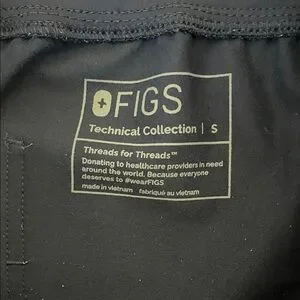 FIGS
Technical Collection | S
Threads for Threads™
Donating to healthcare providers in need
around the world. Because everyone
deserves to #wearFIGS
made in vietnam fabriqué au vietnam